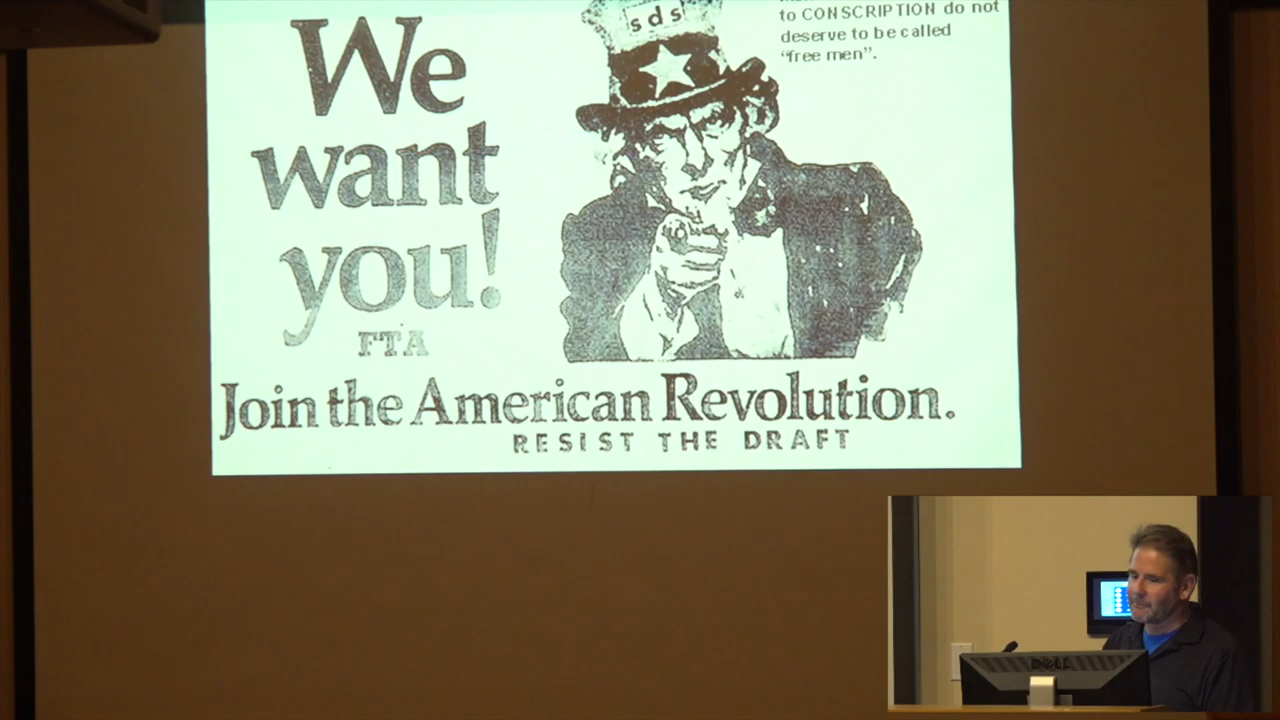 We
want
you!
FTA
sds
to CONSCRIPTION do not
deserve to be called
“free men”.
Join the American Revolution.
RESIST THE DRAFT
DELL